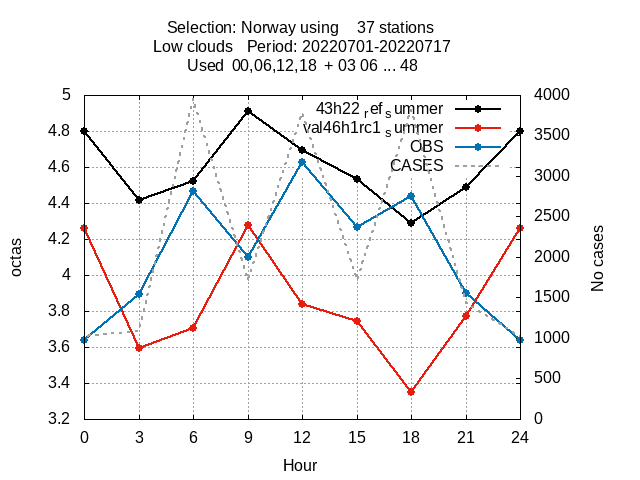 Selection: Norway using    37 stations
Low clouds   Period: 20220701-20220717
Used  00,06,12,18  + 03 06 ... 48
5 4000
43h22 ref summer
4.8 3500
val46h1rc1 summer
OBS
4.6 CASES 3000
4.4 2500
4.2 2000
octas No cases
4 1500
3.8 1000
3.6 500
3.4
3.2 0
0 3 6 9 12 15 18 21 24
Hour